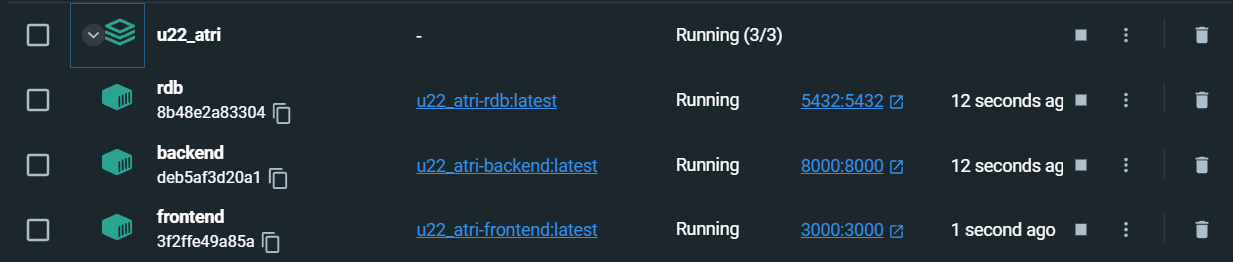 u22_atri - Running (3/3)
rdb
8b48e2a83304 u22_atri-rdb:latest Running 5432:5432 12 seconds ag
backend
deb5af3d20a1 u22_atri-backend:latest Running 8000:8000 12 seconds ag
frontend
3f2ffe49a85a u22_atri-frontend:latest Running 3000:3000 1 second ago